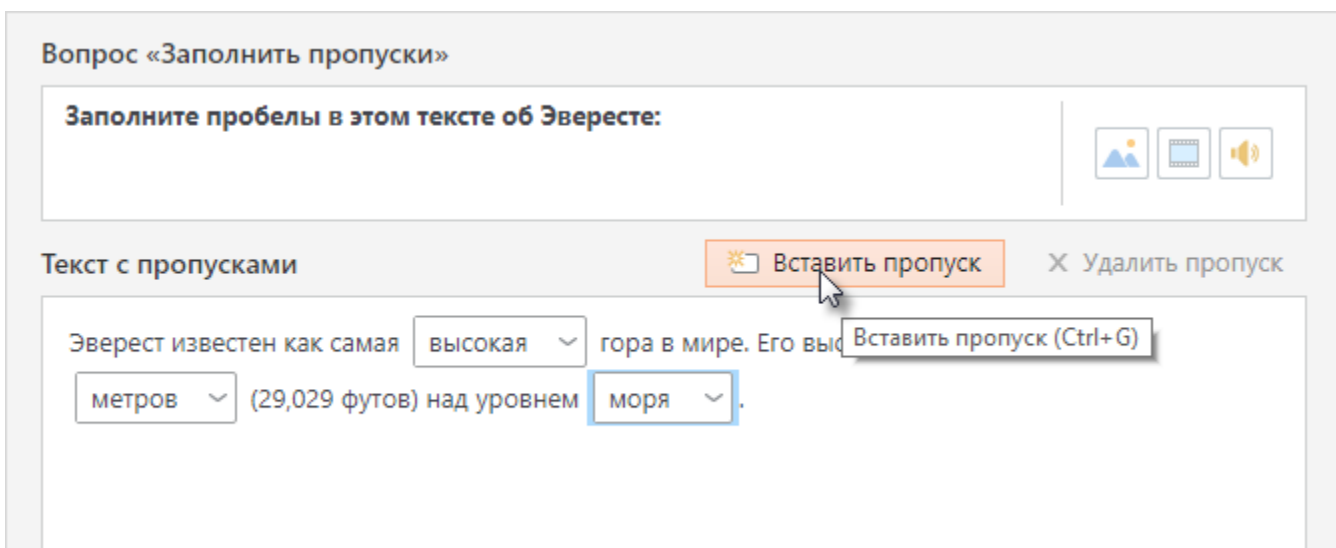 Вопрос «Заполнить пропуски»
Заполните пробелы в этом тексте об Эвересте:
Текст с пропусками
Вставить пропуск
Удалить пропуск
Эверест известен как самая высокая гора в мире. Его
Вставить пропуск (Ctrl+G)
метров (29,029 футов) над уровнем моря .